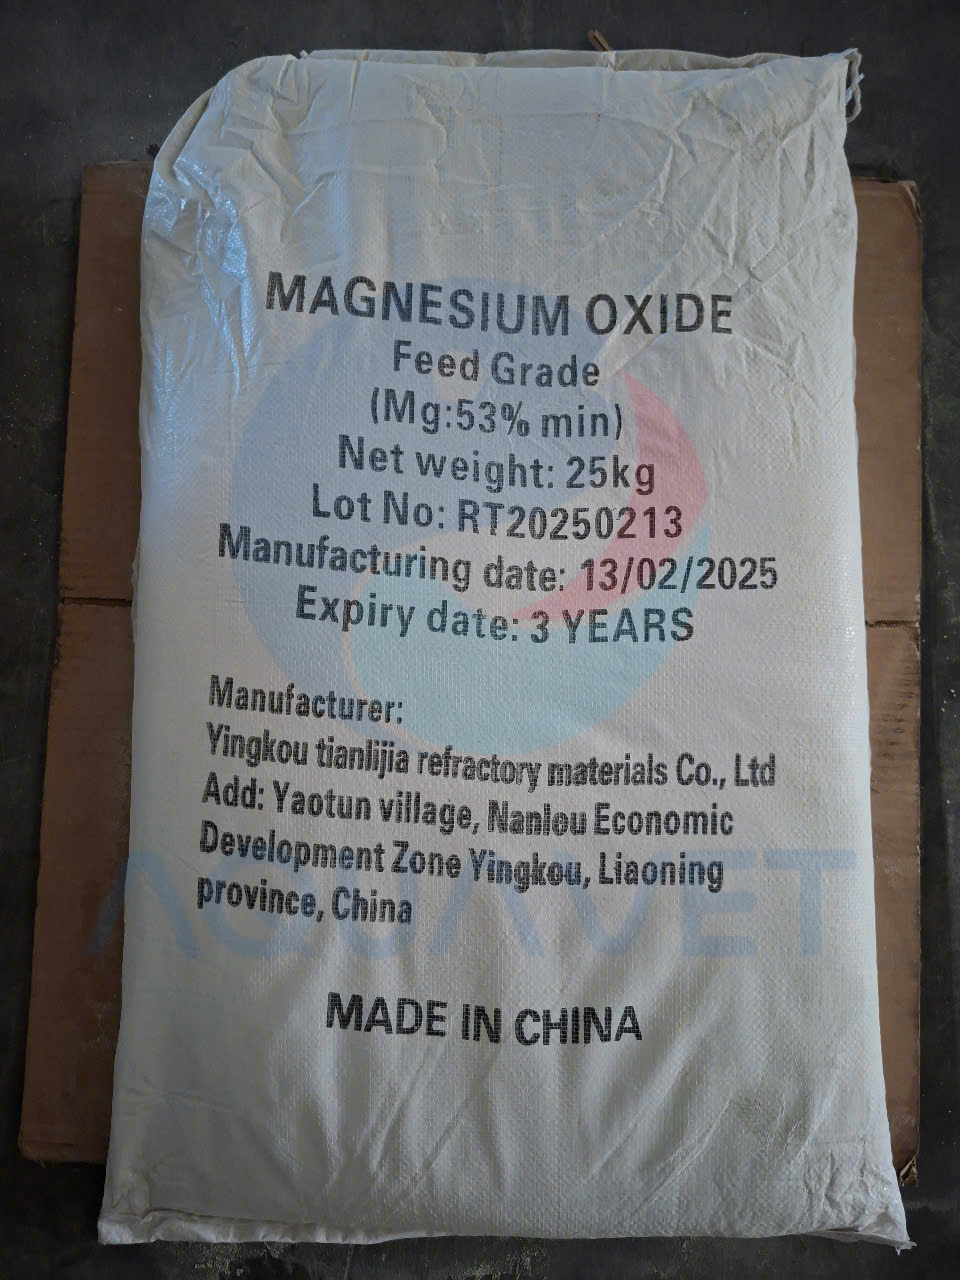 MAGNESIUM OXIDE
Feed Grade
(Mg:53% min)
Net weight: 25kg
Lot No: RT20250213
Manufacturing date: 13/02/2025
Expiry date: 3 YEARS
Manufacturer:
Yingkou tianlijia refractory materials Co., Ltd
Add: Yaotun village, Nanlou Economic
Development Zone Yingkou, Liaoning
province, China
AQUAVET
MADE IN CHINA